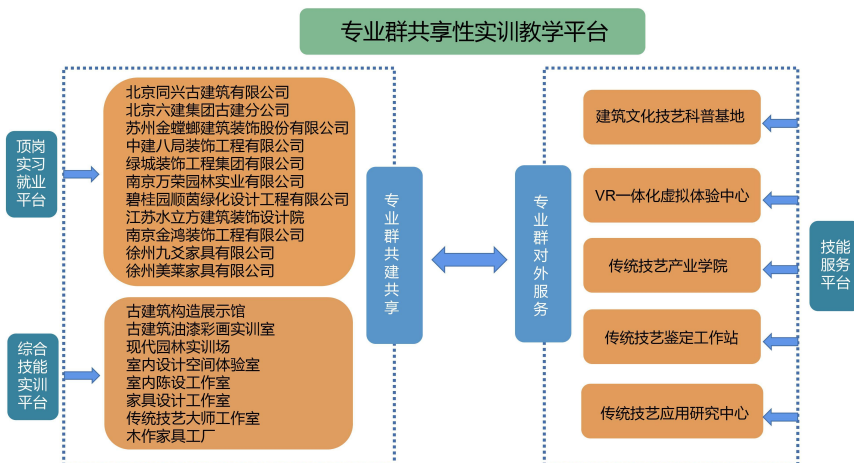 专业群共享性实训教学平台
顶岗
实习
就业
平台
北京同兴古建筑有限公司
北京六建集团古建分公司
苏州金螳螂建筑装饰股份有限公司
中建八局装饰工程有限公司
绿城装饰工程集团有限公司
南京万荣园林实业有限公司
碧桂园顺茵绿化设计工程有限公司
江苏水立方建筑装饰设计院
南京金鸿装饰工程有限公司
徐州九爻家具有限公司
徐州美莱家具有限公司
综合
技能
实训
平台
古建筑构造展示馆
古建筑油漆彩画实训室
现代园林实训场
室内设计空间体验室
室内陈设工作室
家具设计工作室
传统技艺大师工作室
木作家具工厂
专业群共建共享
专业群对外服务
建筑文化技艺科普基地
VR一体化虚拟体验中心
传统技艺产业学院
传统技艺鉴定工作站
传统技艺应用研究中心
技能
服务
平台